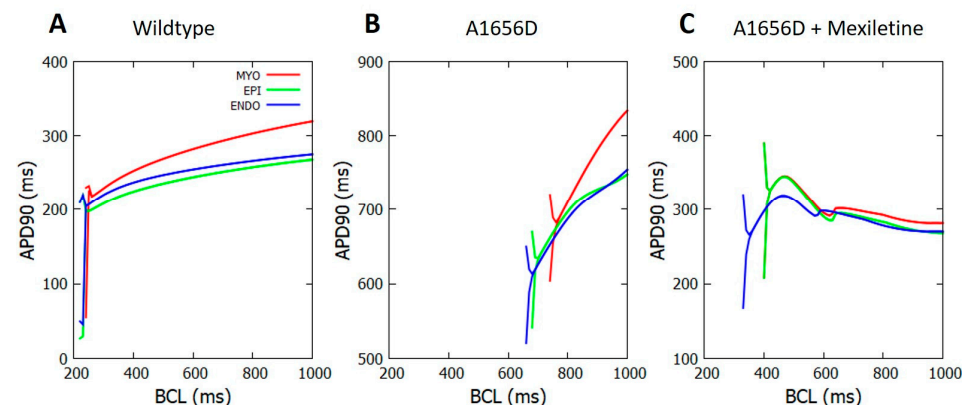 A Wildtype
B A1656D
C A1656D + Mexiletine
400
300
200
100
0
APD90 (ms)
200 400 600 800 1000
BCL (ms)
MYO
EPI
ENDO
900
800
700
600
500
APD90 (ms)
200 400 600 800 1000
BCL (ms)
500
400
300
200
100
APD90 (ms)
200 400 600 800 1000
BCL (ms)